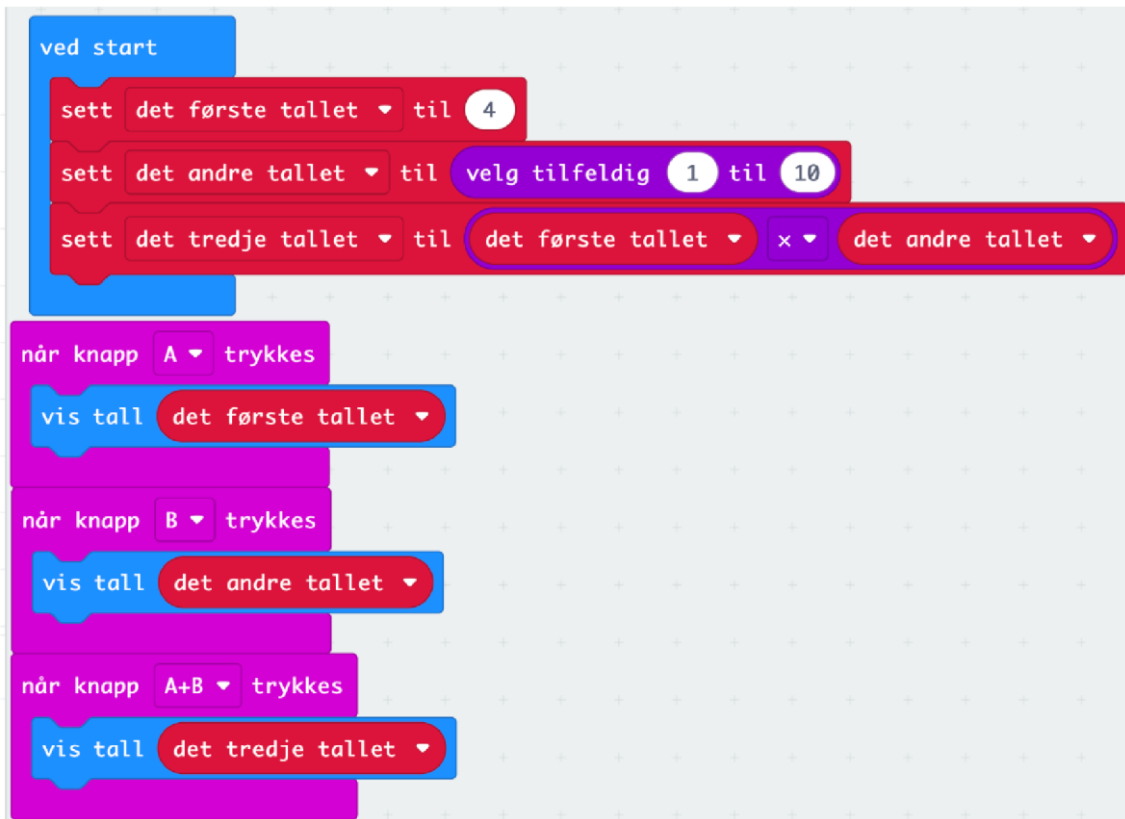 ved start
sett det første tallet til 4
sett det andre tallet til velg tilfeldig 1 til 10
sett det tredje tallet til det første tallet × det andre tallet
når knapp A trykkes
vis tall det første tallet
når knapp B trykkes
vis tall det andre tallet
når knapp A+B trykkes
vis tall det tredje tallet